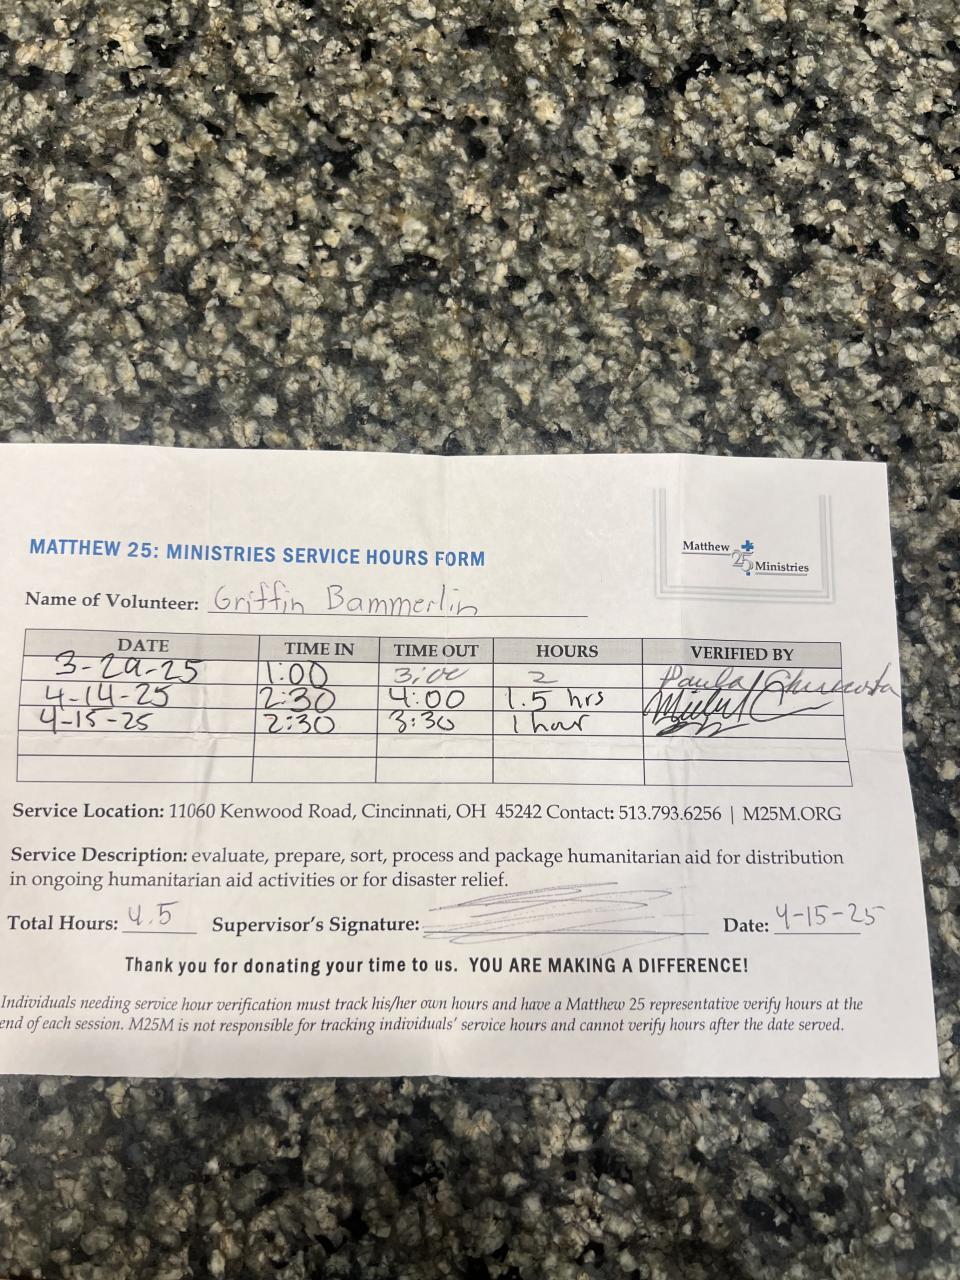 Matthew 25 Ministries
MATTHEW 25: MINISTRIES SERVICE HOURS FORM
Name of Volunteer: Griffin Bammerlin
DATE TIME IN TIME OUT HOURS VERIFIED BY
3-29-25 1:00 3:00 2 Paula
4-14-25 2:30 4:00 1.5 hrs
4-15-25 2:30 3:30 1 hour
Service Location: 11060 Kenwood Road, Cincinnati, OH 45242 Contact: 513.793.6256 | M25M.ORG
Service Description: evaluate, prepare, sort, process and package humanitarian aid for distribution
in ongoing humanitarian aid activities or for disaster relief.
Total Hours: 4.5 Supervisor's Signature: Date: 4-15-25
Thank you for donating your time to us. YOU ARE MAKING A DIFFERENCE!
Individuals needing service hour verification must track his/her own hours and have a Matthew 25 representative verify hours at the
end of each session. M25M is not responsible for tracking individuals' service hours and cannot verify hours after the date served.